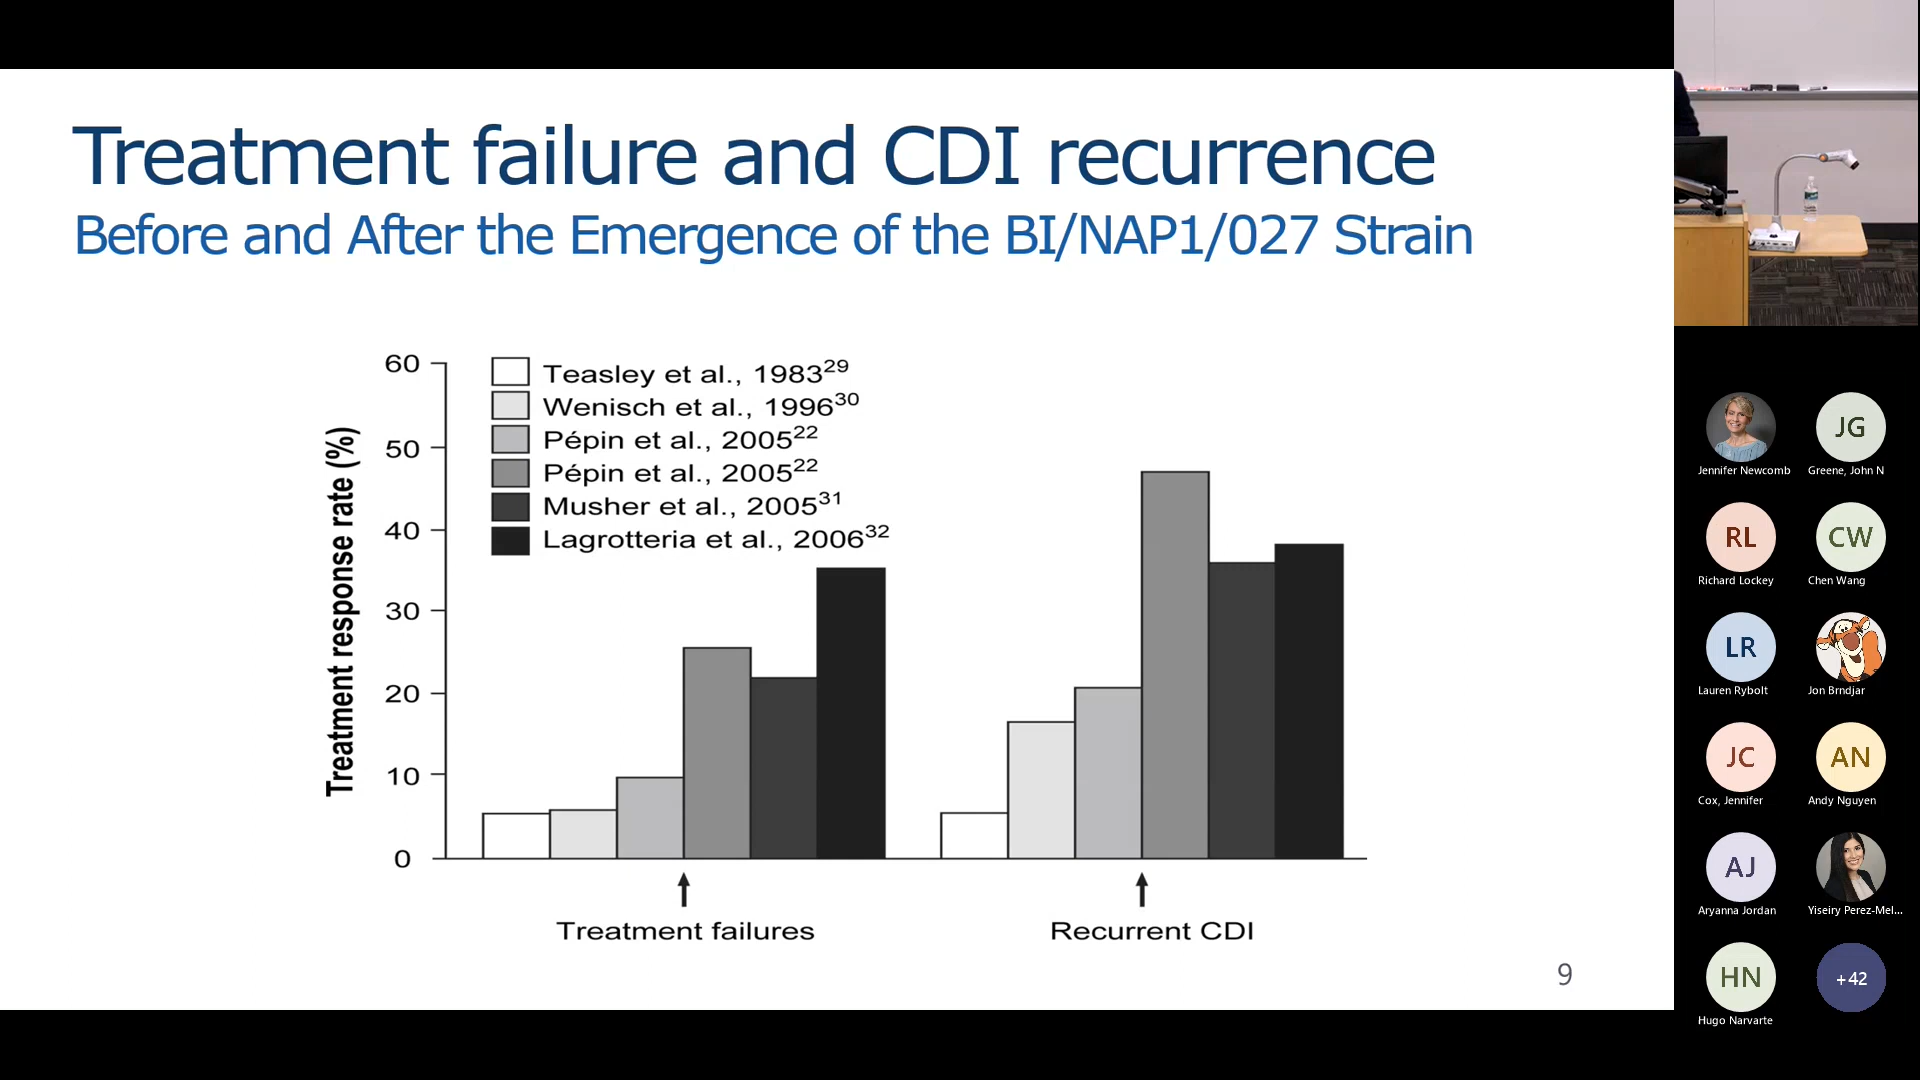 Treatment failure and CDI recurrence
Before and After the Emergence of the BI/NAP1/027 Strain
Treatment response rate (%)
60
50
40
30
20
10
0
Teasley et al., 1983²⁹
Wenisch et al., 1996³⁰
Pépin et al., 2005²²
Pépin et al., 2005²²
Musher et al., 2005³¹
Lagrotteria et al., 2006³²
Treatment failures
Recurrent CDI
9
Jennifer Newcomb
JG
Greene, John N
RL
Richard Lockey
CW
Chen Wang
LR
Lauren Rybolt
Jon Brndjar
JC
Cox, Jennifer
AN
Andy Nguyen
AJ
Aryanna Jordan
Yiseiry Perez-Mel...
HN
Hugo Narvarte
+42